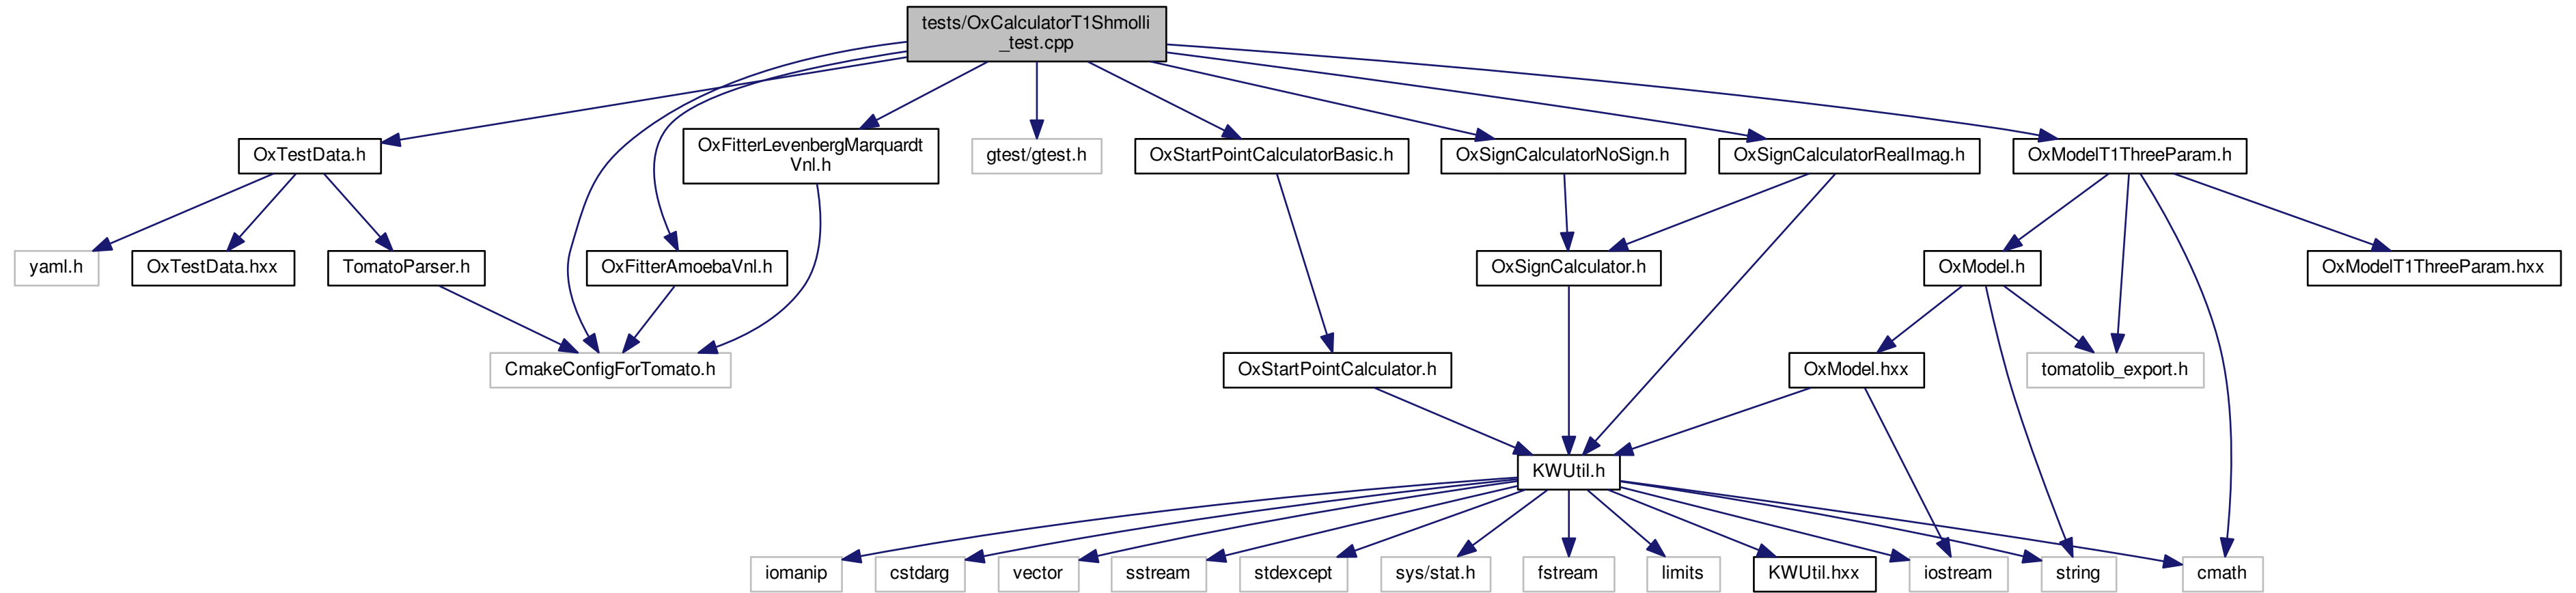 tests/OxCalculatorT1Shmolli
_test.cpp
OxTestData.h
OxFitterLevenbergMarquardt
Vnl.h
gtest/gtest.h
OxStartPointCalculatorBasic.h
OxSignCalculatorNoSign.h
OxSignCalculatorRealImag.h
OxModelT1ThreeParam.h
yaml.h
OxTestData.hxx
TomatoParser.h
OxFitterAmoebaVnl.h
OxSignCalculator.h
OxModel.h
OxModelT1ThreeParam.hxx
CmakeConfigForTomato.h
OxStartPointCalculator.h
OxModel.hxx
tomatolib_export.h
KWUtil.h
iomanip
cstdarg
vector
sstream
stdexcept
sys/stat.h
fstream
limits
KWUtil.hxx
iostream
string
cmath